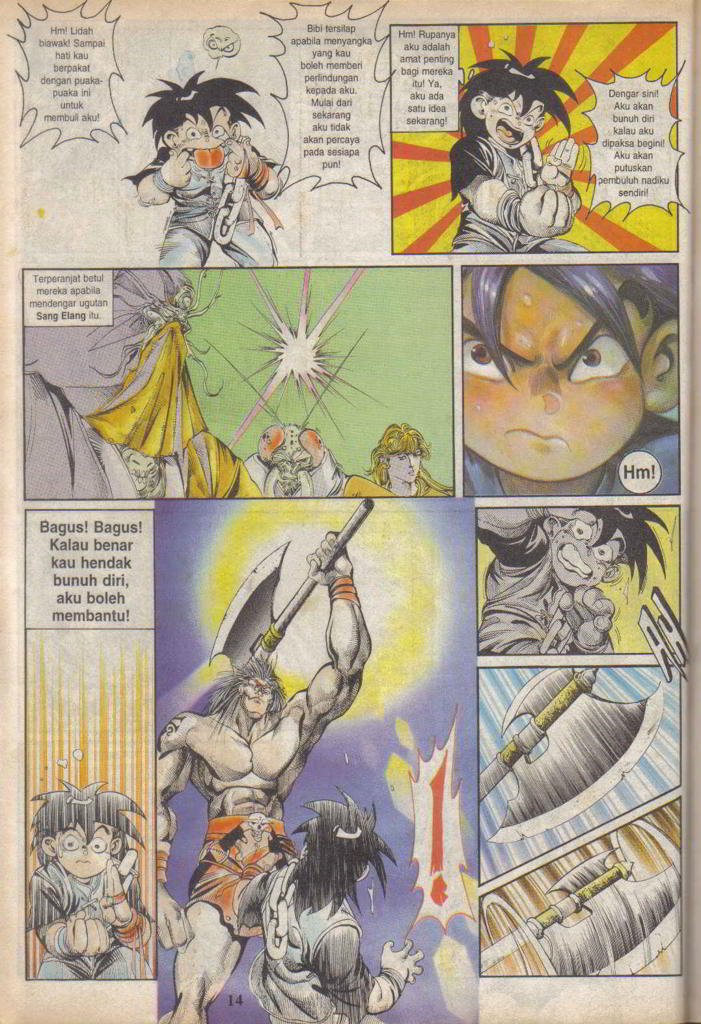 Hm! Lidah
biawak! Sampai
hati kau
berpakat
dengan puaka-
puaka ini
untuk
membuli aku!
Bibi tersilap
apabila menyangka
yang kau
boleh memberi
perlindungan
kepada aku.
Mulai dari
sekarang
aku tidak
akan percaya
pada sesiapa
pun!
Hm! Rupanya
aku adalah
amat penting
bagi mereka
itu! Ya,
aku ada
satu idea
sekarang!
Dengar sini!
Aku akan
bunuh diri
kalau aku
dipaksa begini!
Aku akan
putuskan
pembuluh nadiku
sendiri!
Terperanjat betul
mereka apabila
mendengar ugutan
Sang Elang itu.
Hm!
Bagus! Bagus!
Kalau benar
kau hendak
bunuh diri,
aku boleh
membantu!
!
14